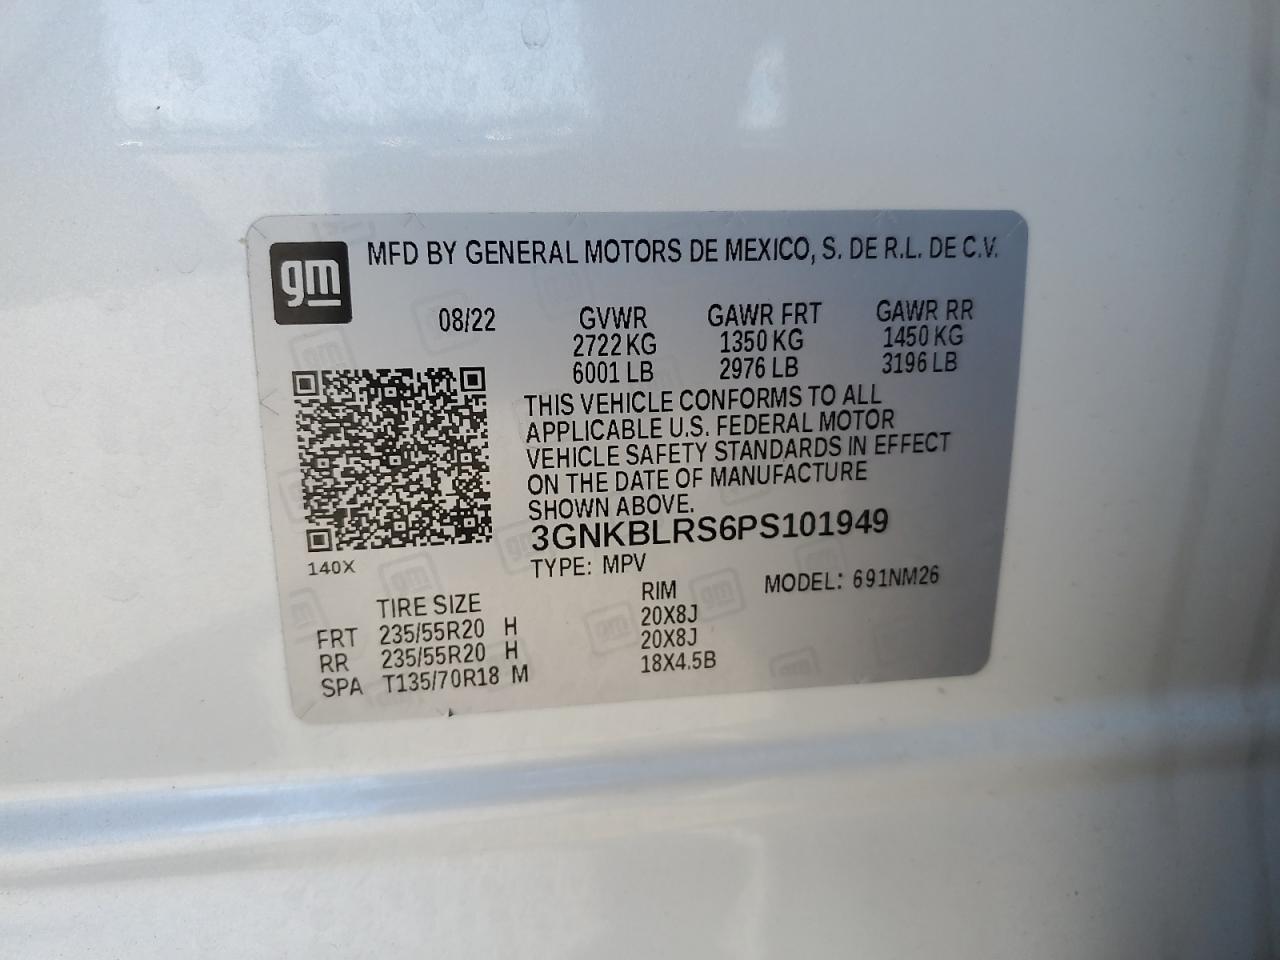 gm
MFD BY GENERAL MOTORS DE MEXICO, S. DE R.L. DE C.V.
08/22 GVWR GAWR FRT GAWR RR
2722 KG 1350 KG 1450 KG
6001 LB 2976 LB 3196 LB
THIS VEHICLE CONFORMS TO ALL
APPLICABLE U.S. FEDERAL MOTOR
VEHICLE SAFETY STANDARDS IN EFFECT
ON THE DATE OF MANUFACTURE
SHOWN ABOVE.
3GNKBLRS6PS101949
140X
TYPE: MPV MODEL: 691NM26
TIRE SIZE RIM
FRT 235/55R20 H 20X8J
RR 235/55R20 H 20X8J
SPA T135/70R18 M 18X4.5B